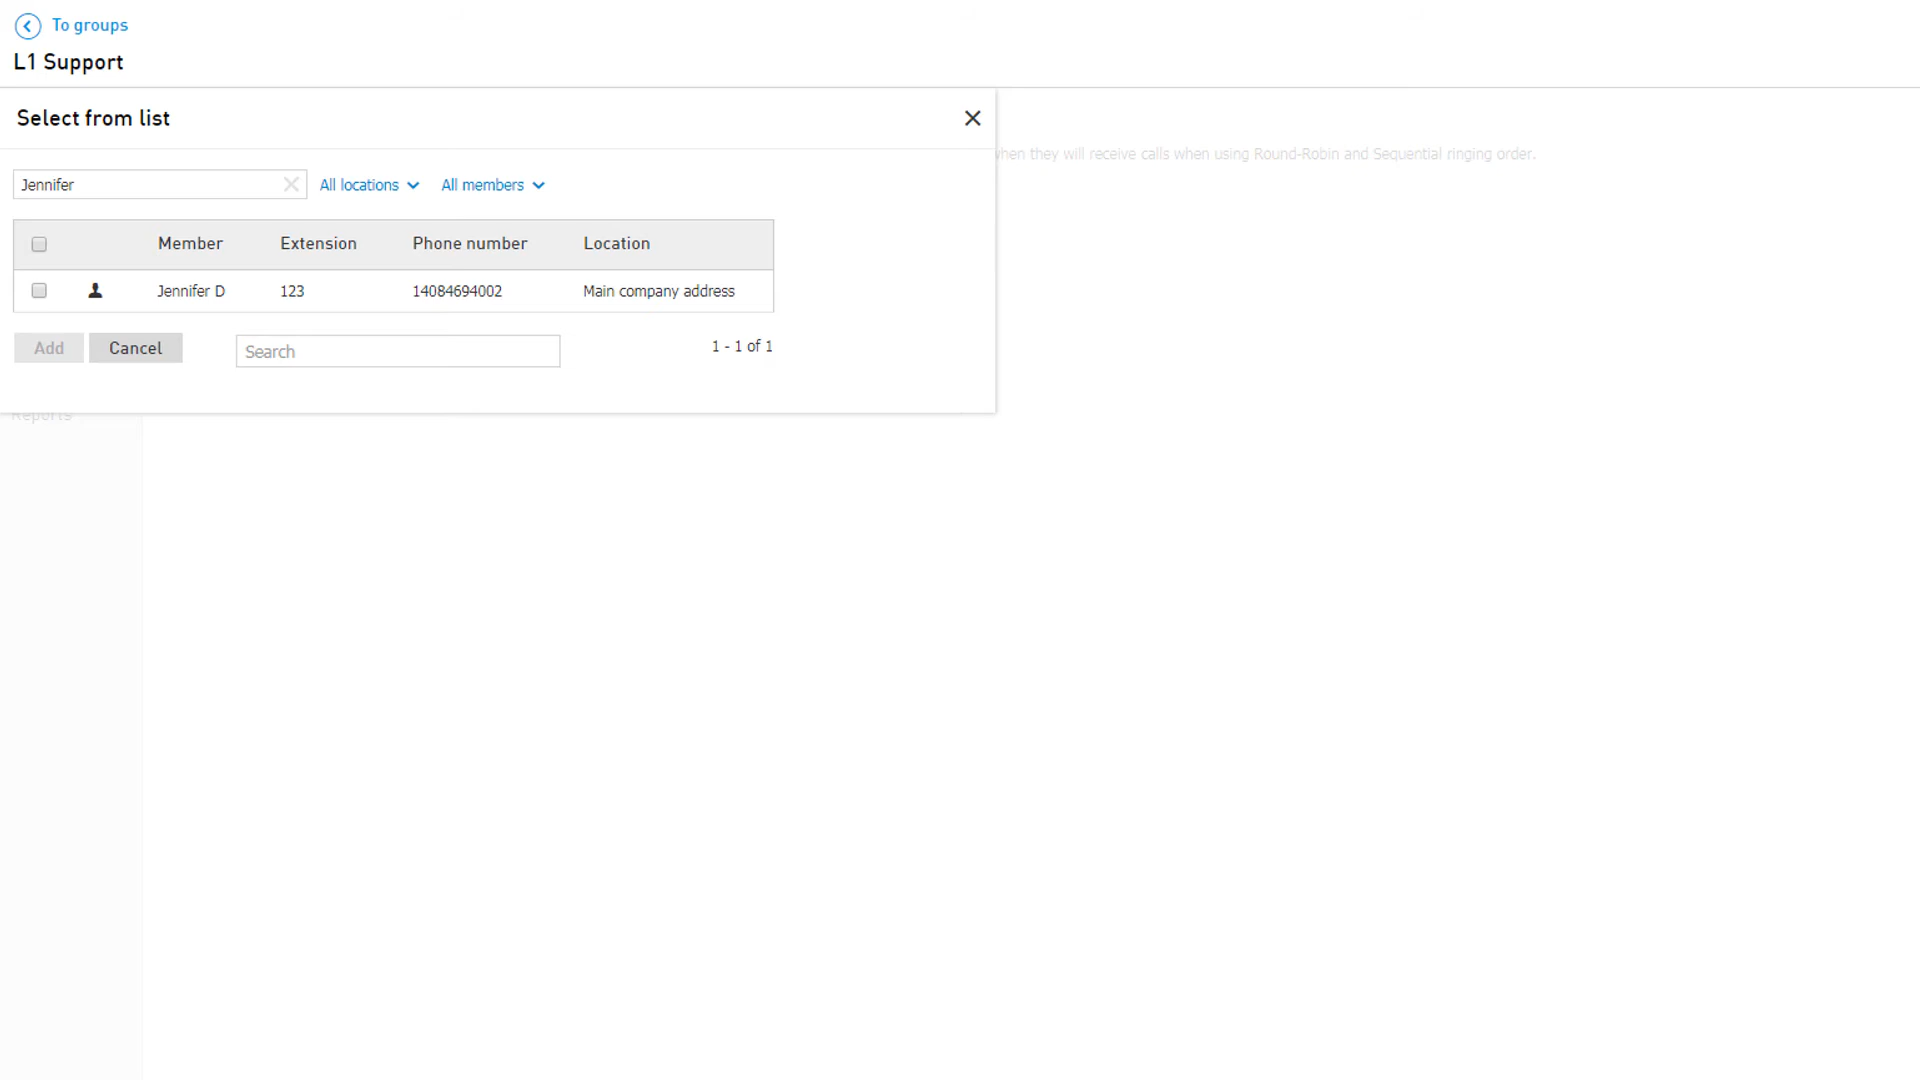 To groups
L1 Support
Select from list
when they will receive calls when using Round-Robin and Sequential ringing order.
Jennifer
All locations
All members
Member Extension Phone number Location
Jennifer D 123 14084694002 Main company address
Add Cancel Search 1 - 1 of 1
Reports